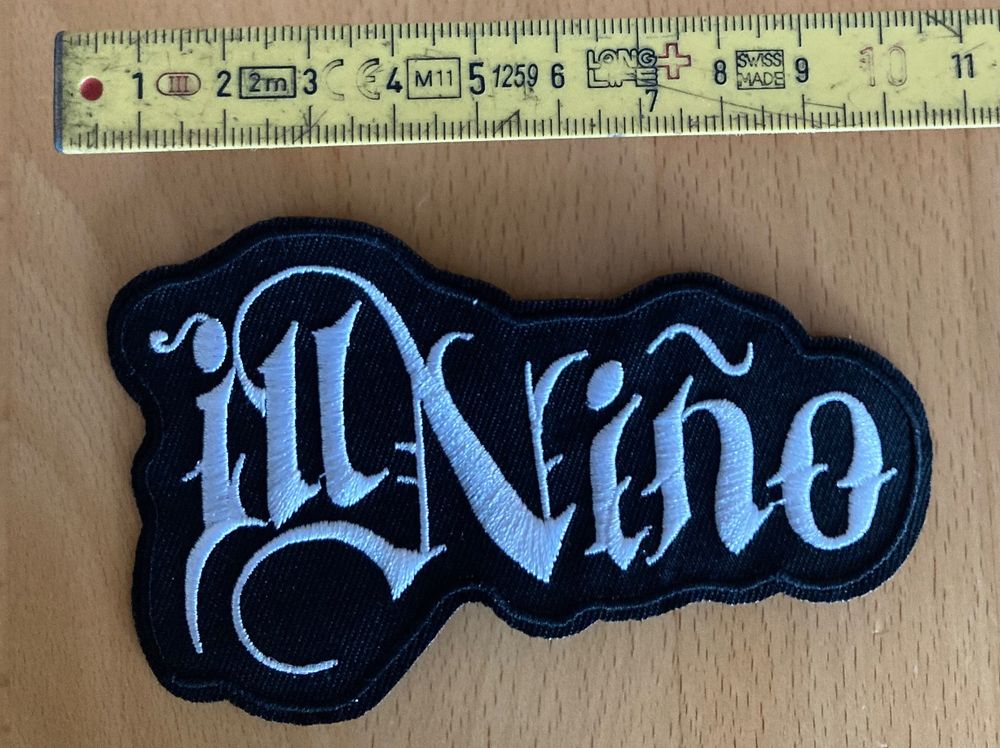 1 III 2 2m 3 CE 4 M11 5 1259 6 LONG LIFE 7 8 SWISS MADE 9 10 11
ill Niño